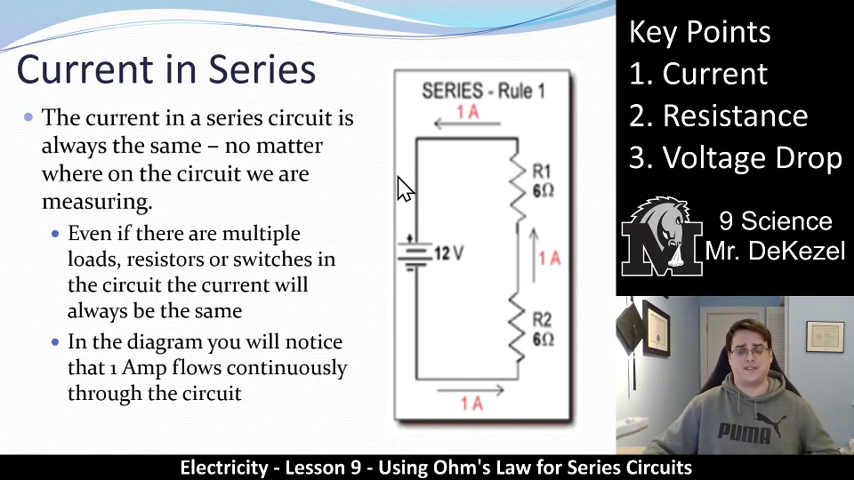 Current in Series
The current in a series circuit is
always the same – no matter
where on the circuit we are
measuring.
Even if there are multiple
loads, resistors or switches in
the circuit the current will
always be the same
In the diagram you will notice
that 1 Amp flows continuously
through the circuit
SERIES - Rule 1
1 A
R1
6Ω
+
12 V
1 A
R2
6Ω
1 A
Key Points
1. Current
2. Resistance
3. Voltage Drop
M
9 Science
Mr. DeKezel
PUMA
Electricity - Lesson 9 - Using Ohm's Law for Series Circuits